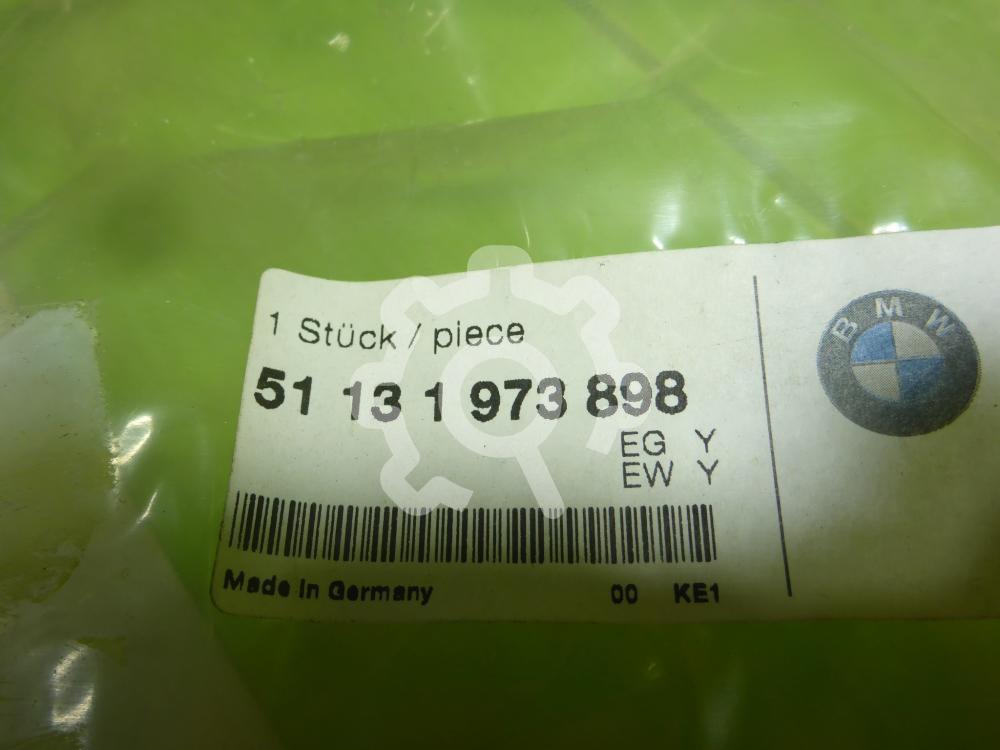 1 Stück / piece
51 13 1 973 898
EG Y
EW Y
Made In Germany 00 KE1
BMW